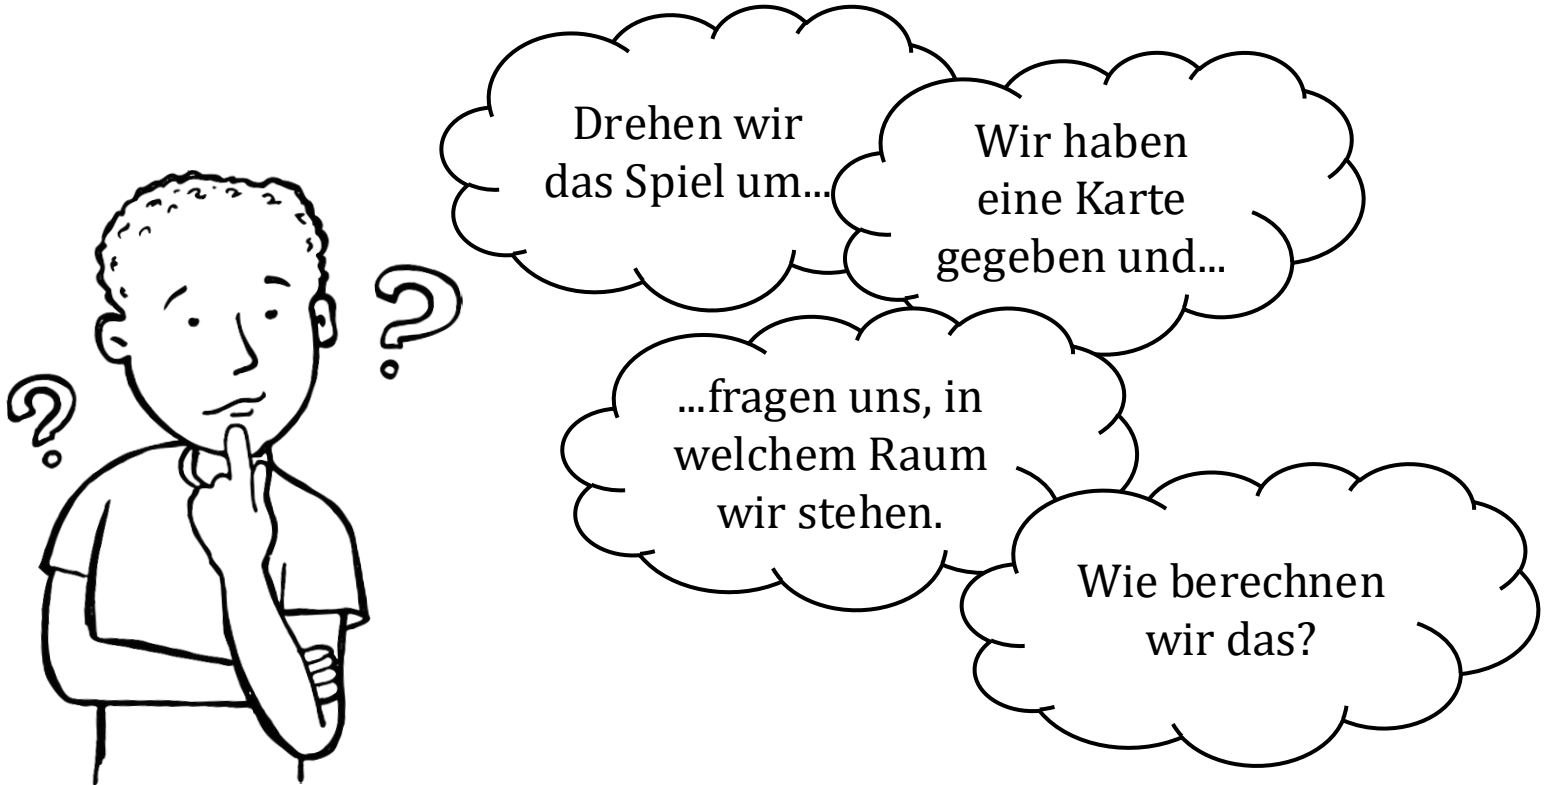 Drehen wir
das Spiel um...
Wir haben
eine Karte
gegeben und...
...fragen uns, in
welchem Raum
wir stehen.
Wie berechnen
wir das?
?
?